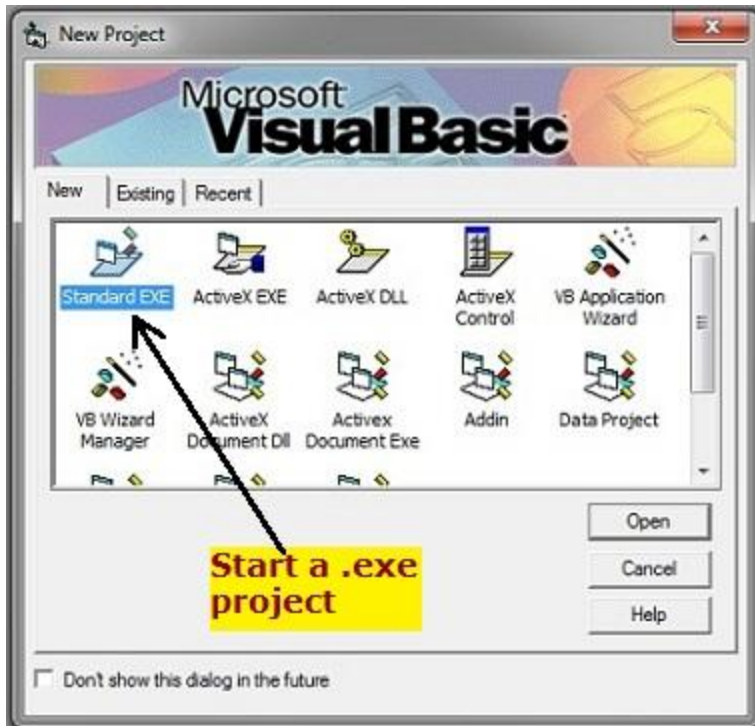 New Project
Microsoft
Visual Basic
New Existing Recent
Standard EXE ActiveX EXE ActiveX DLL ActiveX Control VB Application Wizard
VB Wizard Manager ActiveX Document Dll Activex Document Exe Addin Data Project
Start a .exe
project
Open
Cancel
Help
Don't show this dialog in the future